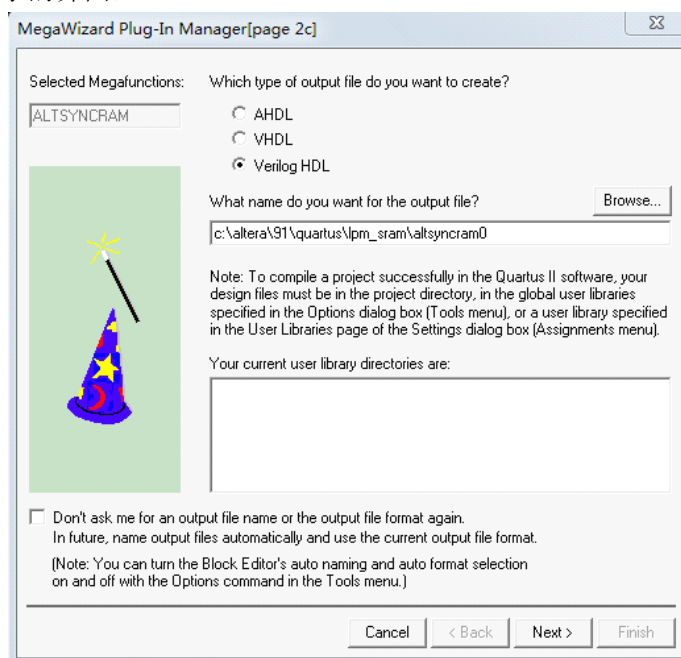 MegaWizard Plug-In Manager[page 2c]
Selected Megafunctions:
ALTSYNCRAM
Which type of output file do you want to create?
AHDL
VHDL
Verilog HDL
What name do you want for the output file?
Browse...
c:\altera\91\quartus\lpm_sram\altsyncram0
Note: To compile a project successfully in the Quartus II software, your
design files must be in the project directory, in the global user libraries
specified in the Options dialog box (Tools menu), or a user library specified
in the User Libraries page of the Settings dialog box (Assignments menu).
Your current user library directories are:
Don't ask me for an output file name or the output file format again.
In future, name output files automatically and use the current output file format.
(Note: You can turn the Block Editor's auto naming and auto format selection
on and off with the Options command in the Tools menu.)
Cancel
< Back
Next >
Finish